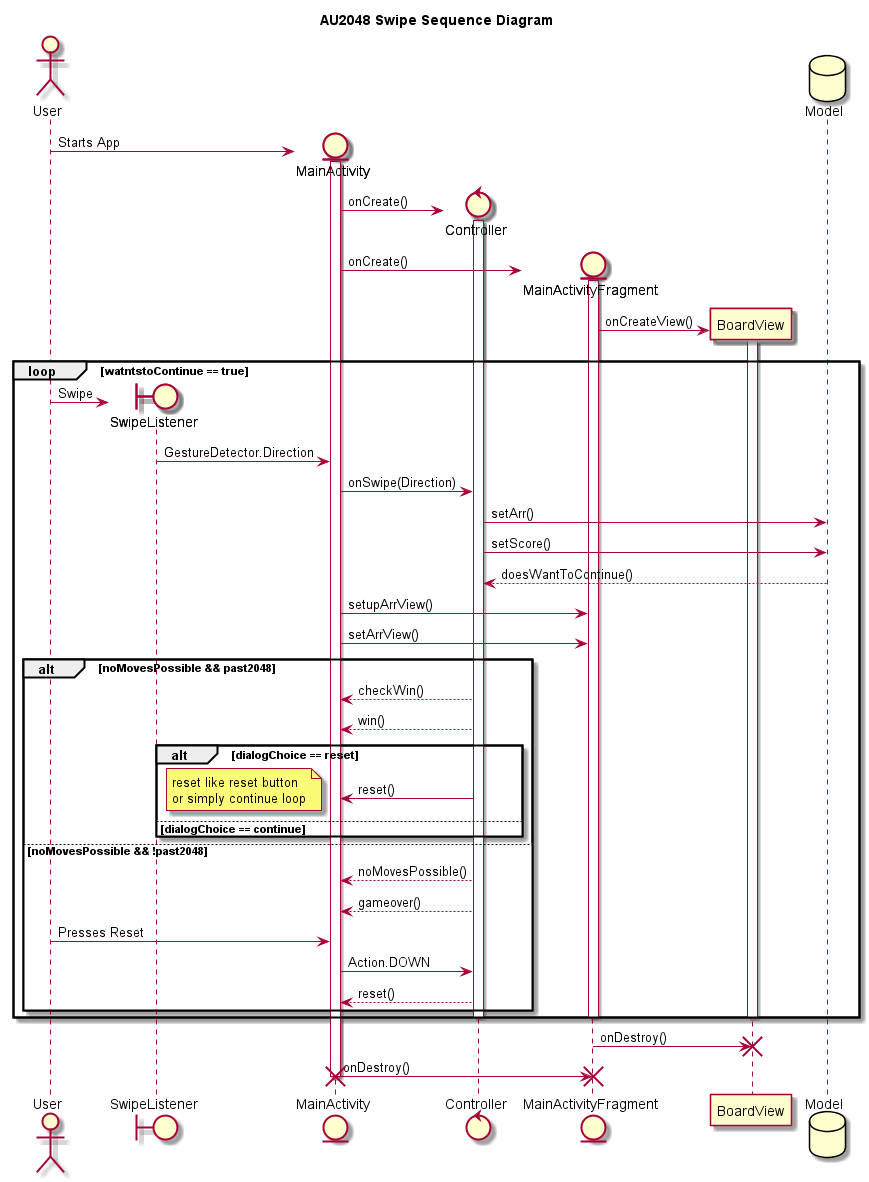 AU2048 Swipe Sequence Diagram
User
Model
Starts App
MainActivity
onCreate()
Controller
onCreate()
MainActivityFragment
onCreateView()
BoardView
loop [watntstoContinue == true]
Swipe
SwipeListener
GestureDetector.Direction
onSwipe(Direction)
setArr()
setScore()
doesWantToContinue()
setupArrView()
setArrView()
alt [noMovesPossible && past2048]
checkWin()
win()
alt [dialogChoice == reset]
reset like reset button
or simply continue loop
reset()
[dialogChoice == continue]
[noMovesPossible && !past2048]
noMovesPossible()
gameover()
Presses Reset
Action.DOWN
reset()
onDestroy()
onDestroy()
User SwipeListener MainActivity Controller MainActivityFragment BoardView Model